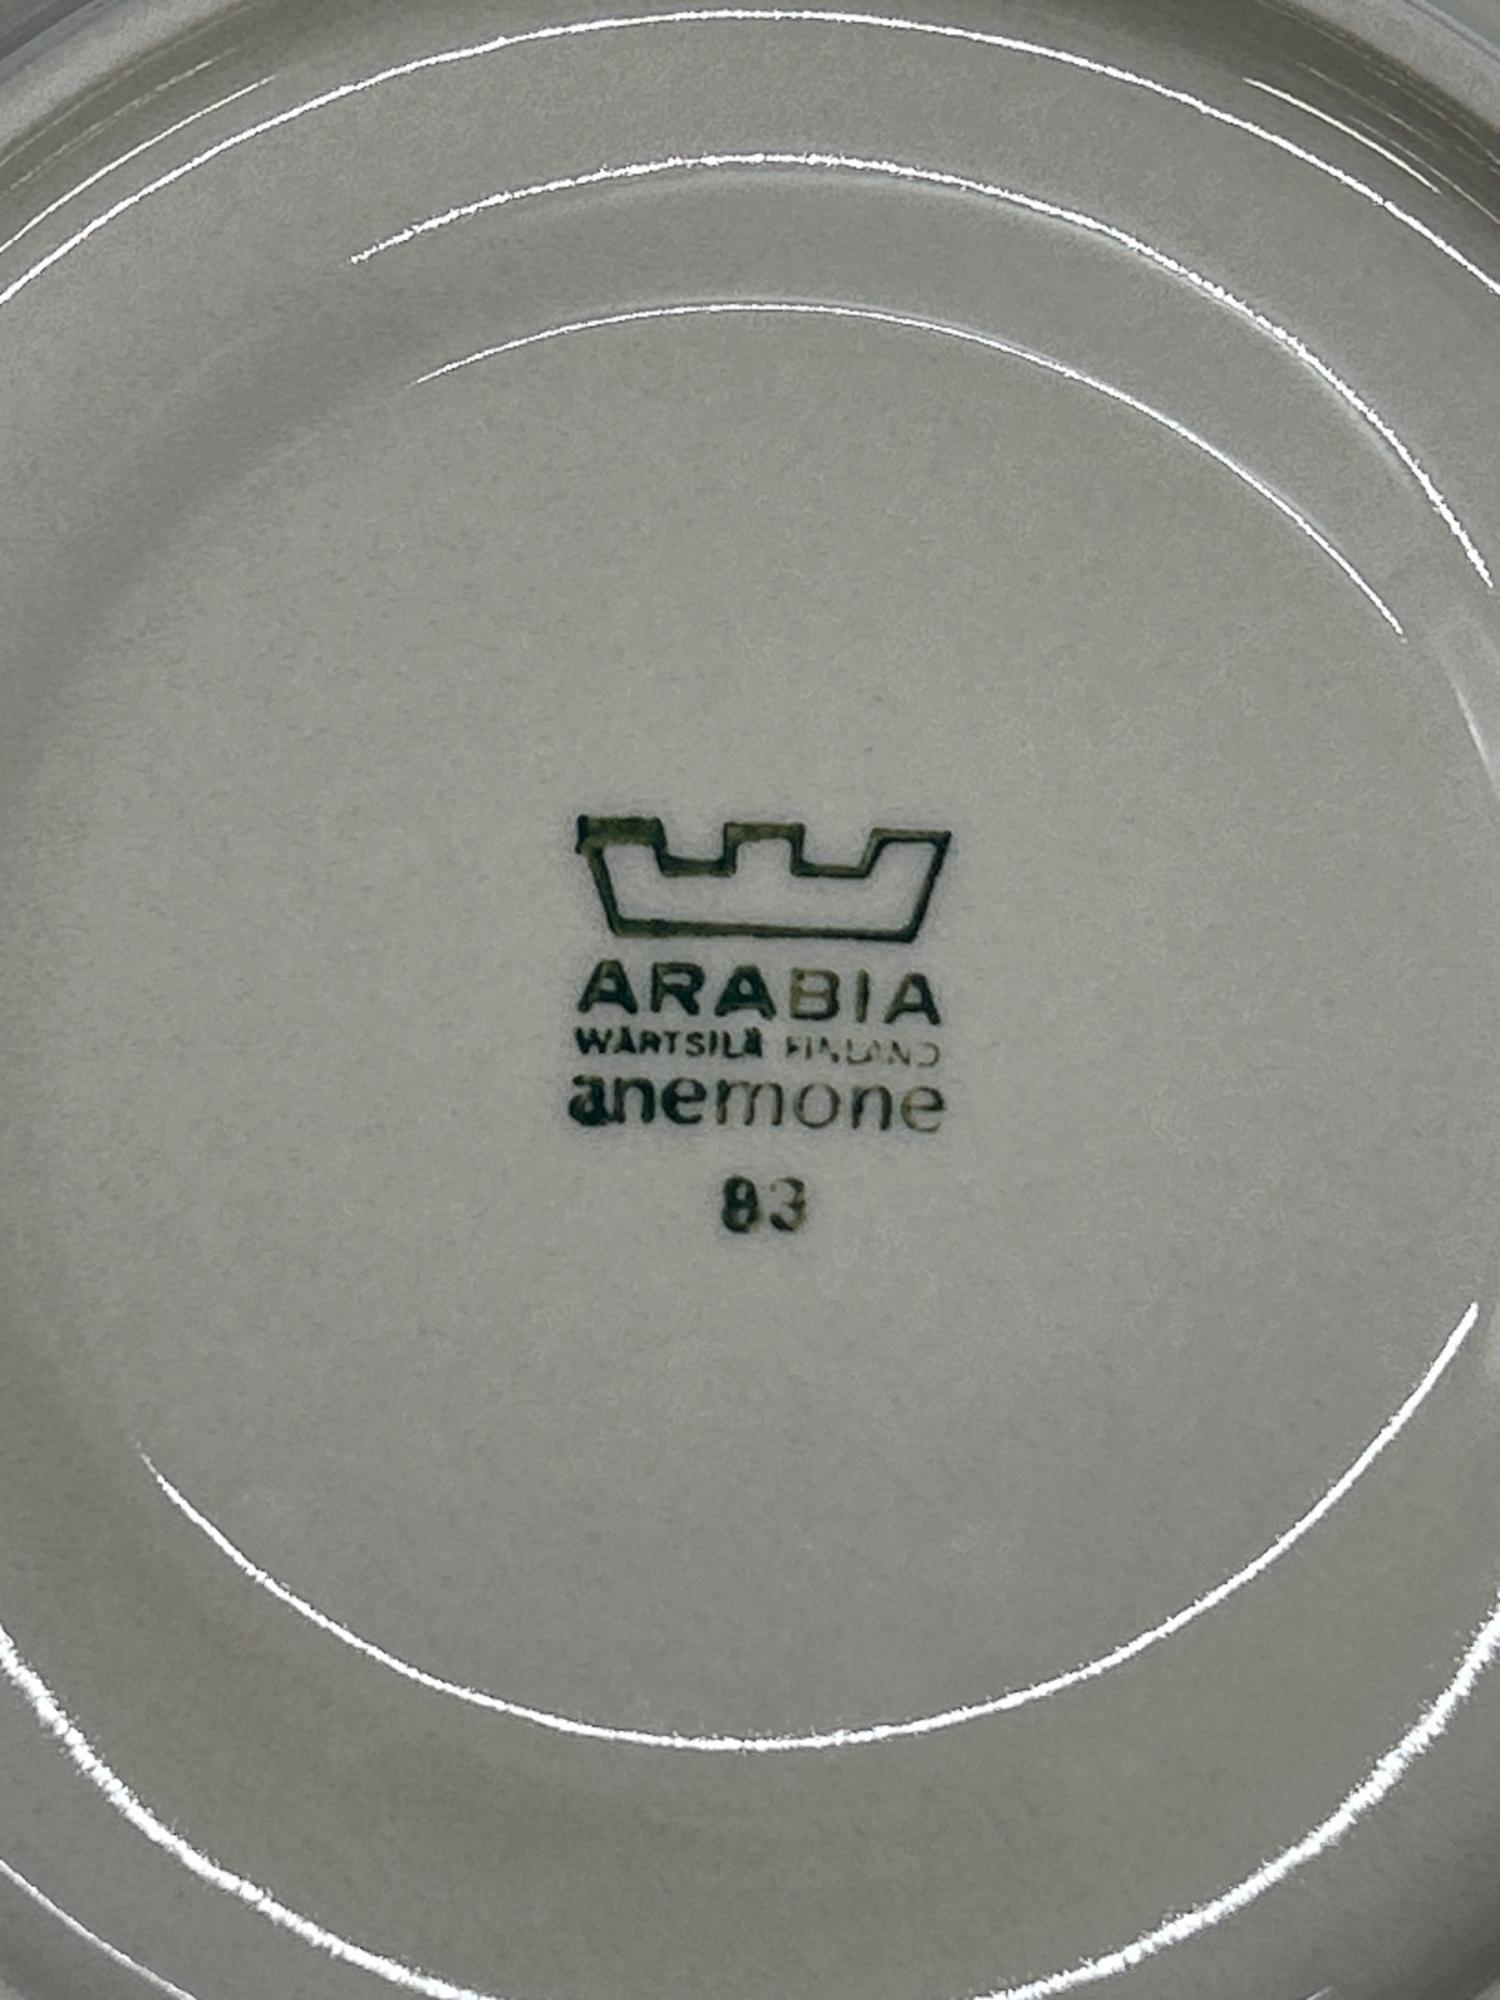 ARABIA
WÄRTSILÄ FINLAND
anemone
83